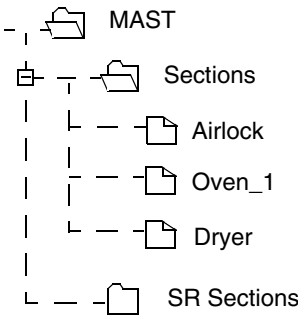 MAST
Sections
Airlock
Oven_1
Dryer
SR Sections